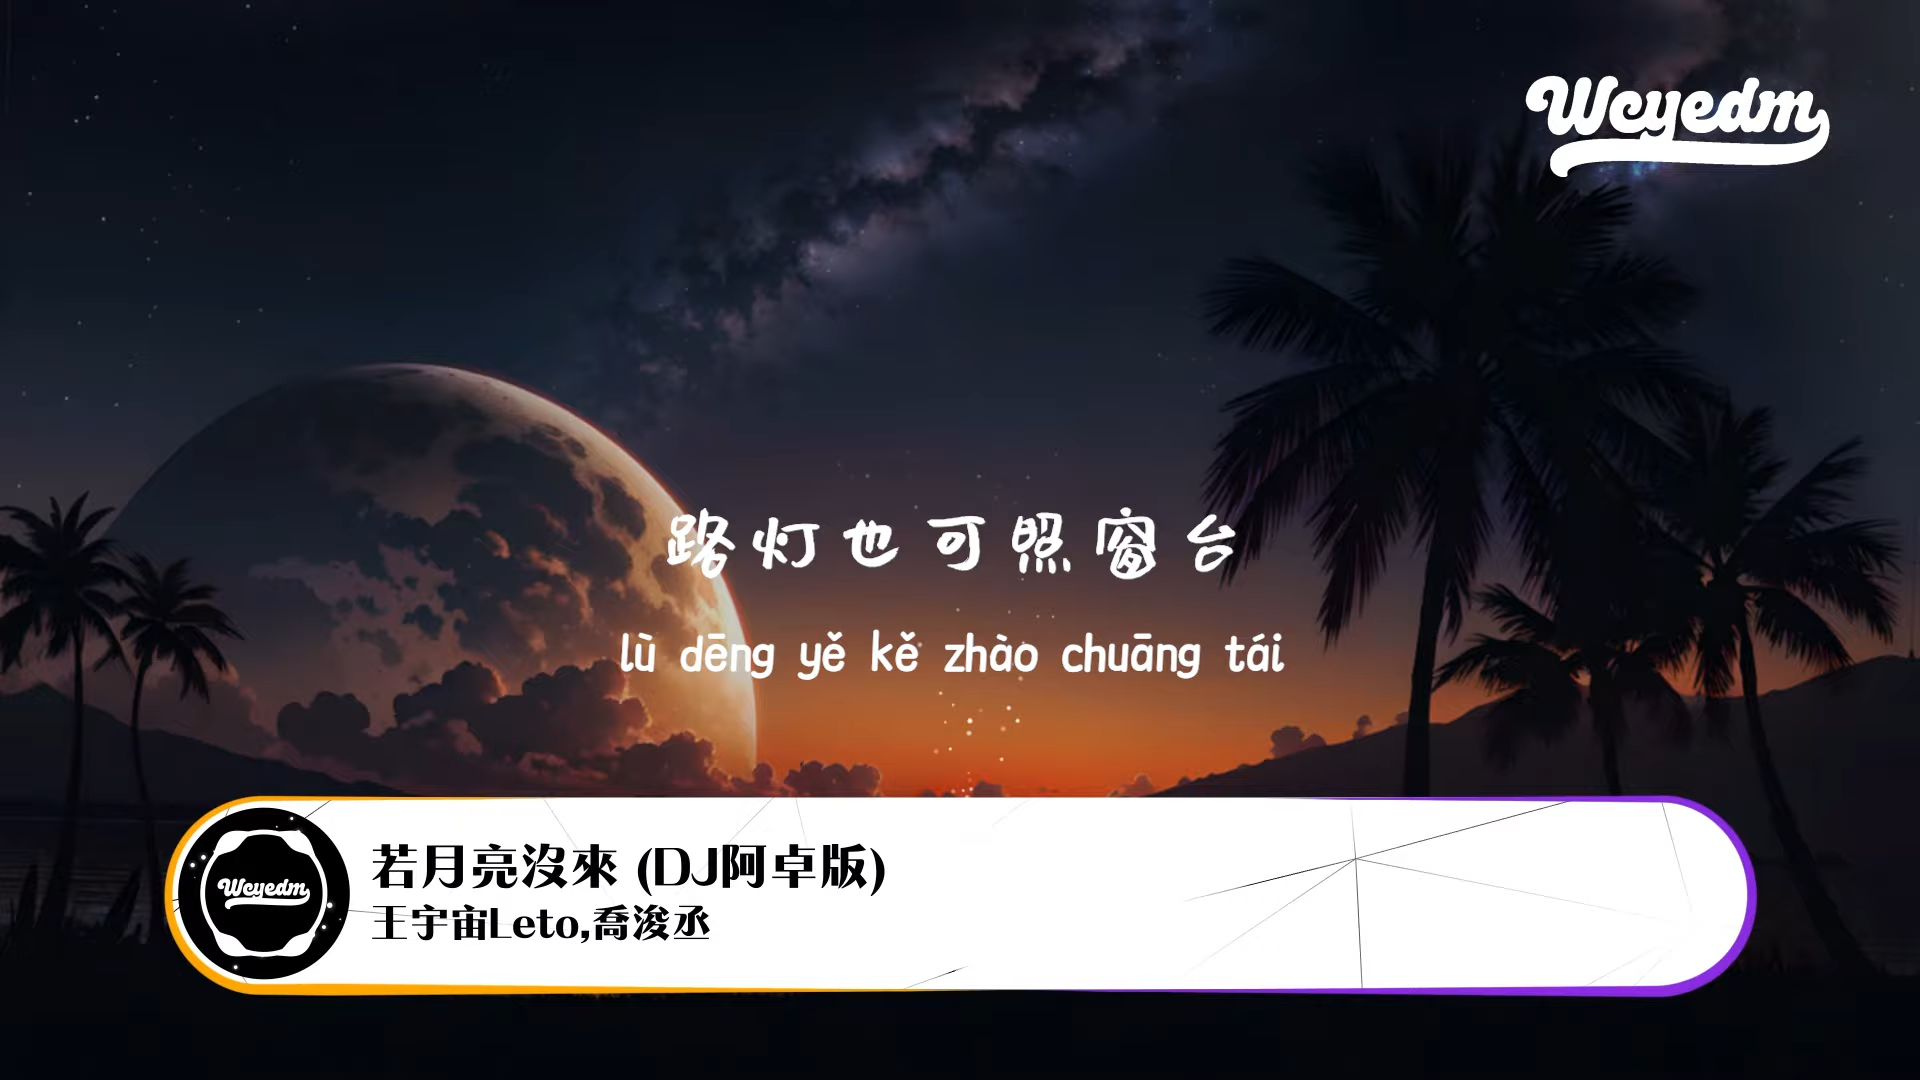 Wcyedm
路灯也可照窗台
lù dēng yě kě zhào chuāng tái
Wcyedm
若月亮沒來 (DJ阿卓版)
王宇宙Leto,喬浚丞